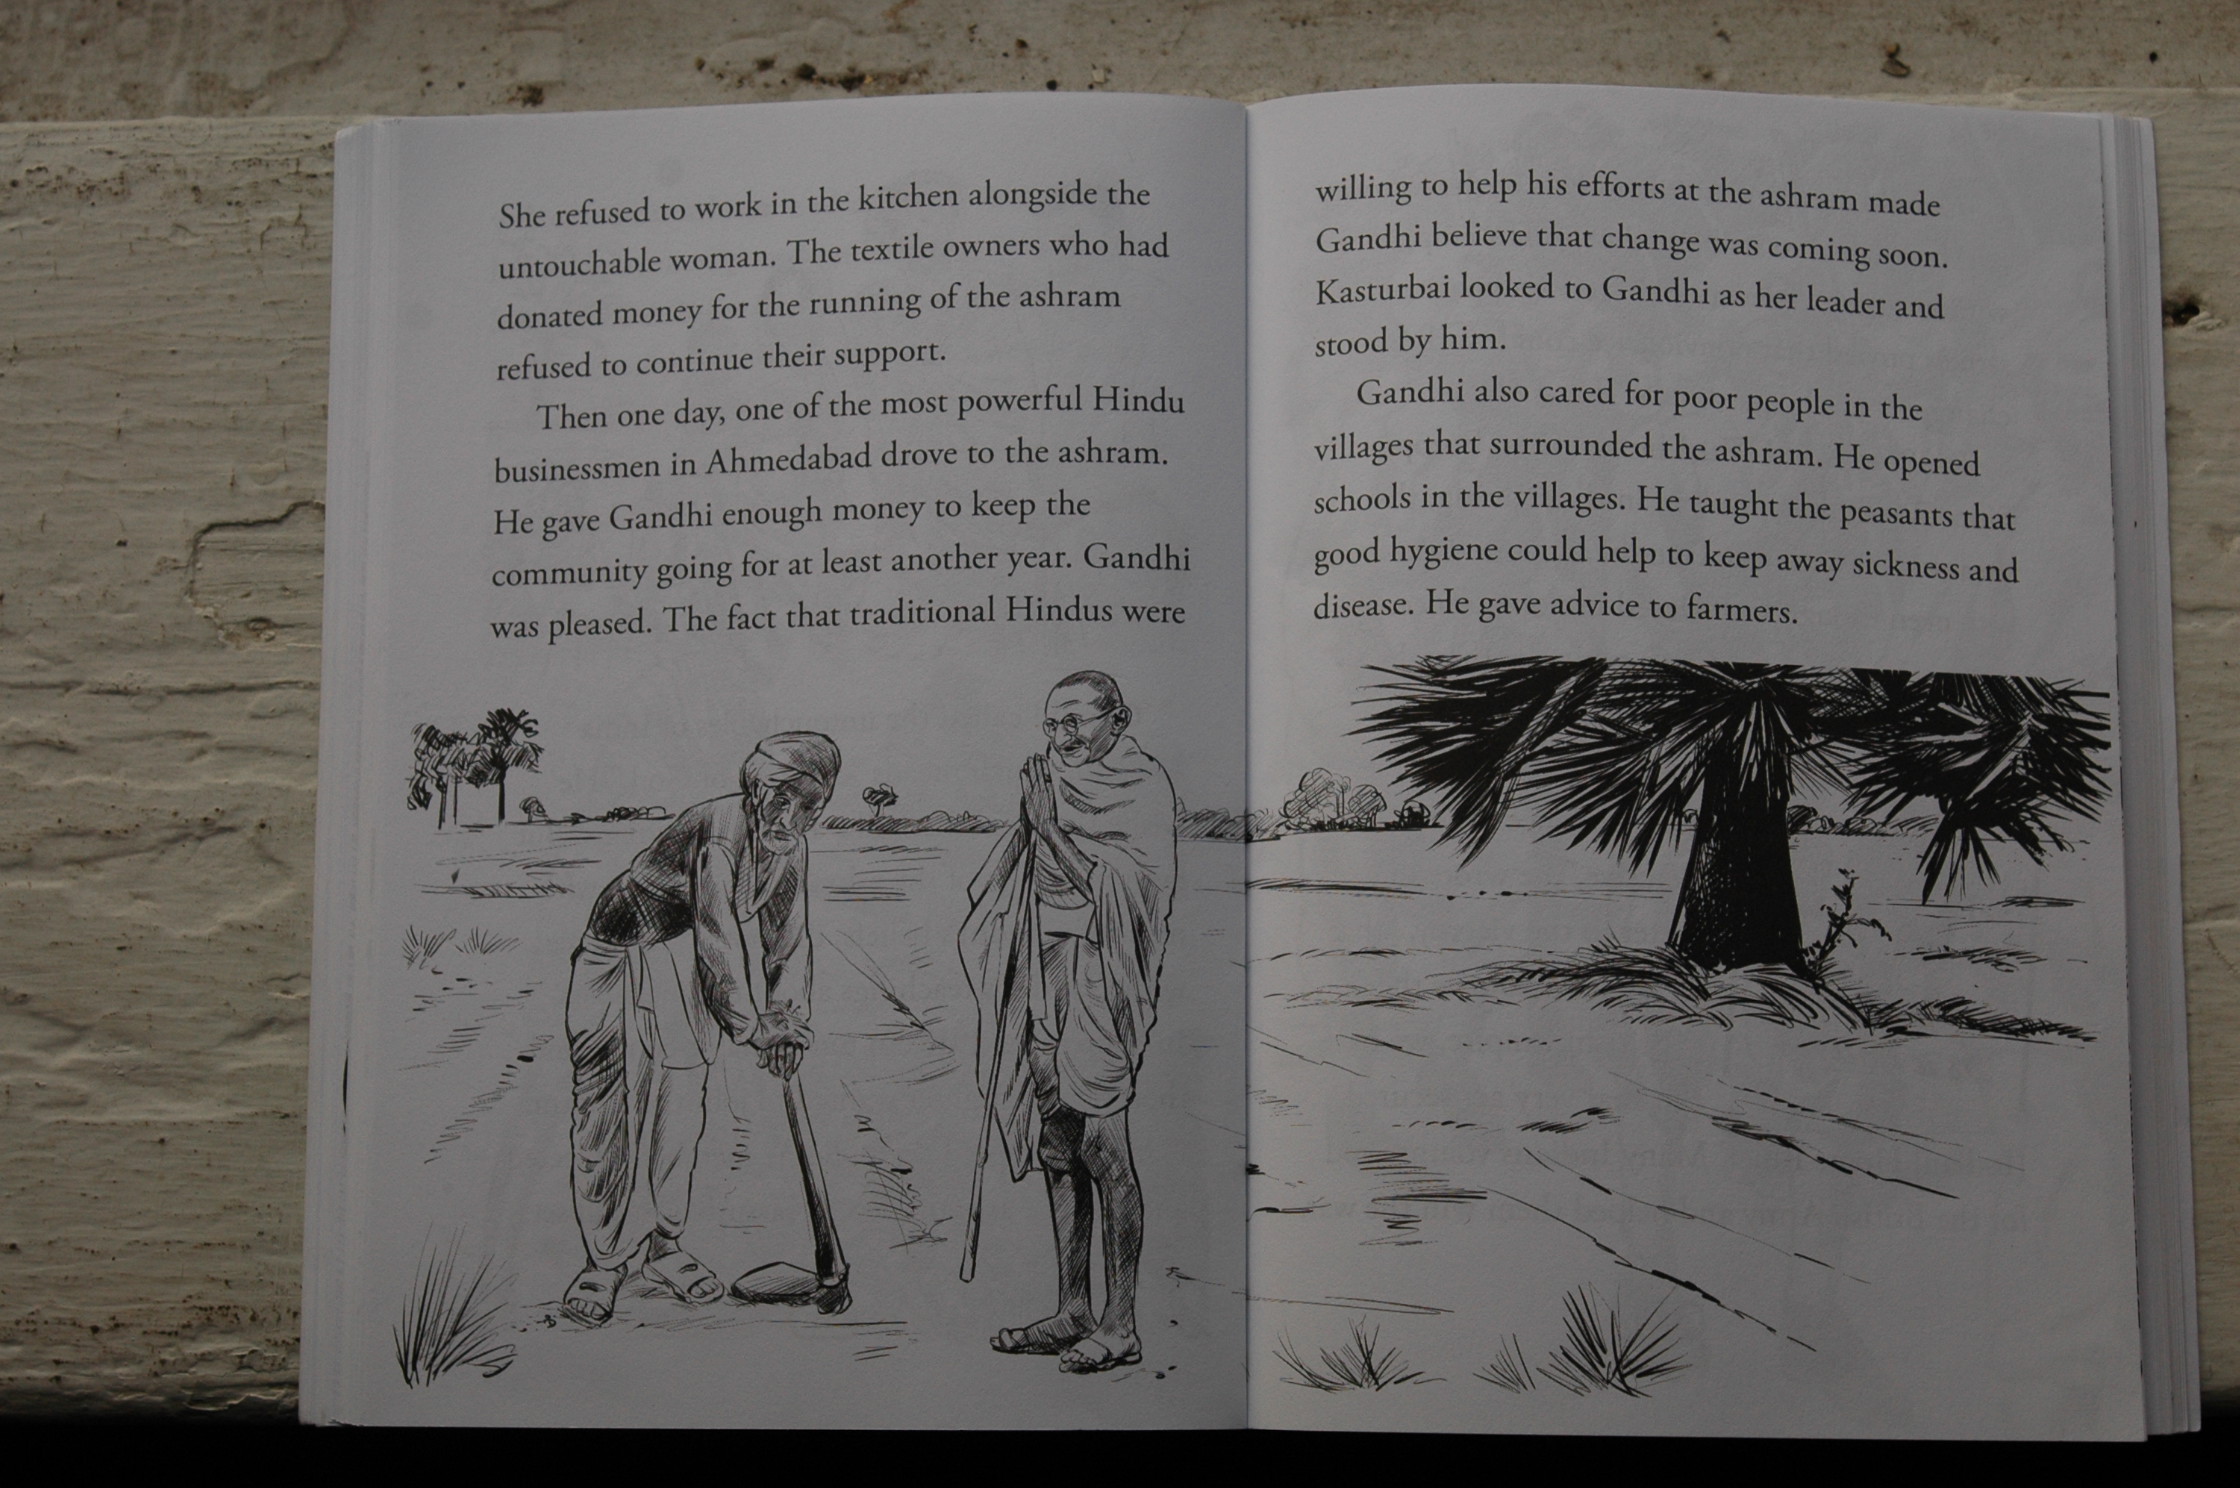 She refused to work in the kitchen alongside the
untouchable woman. The textile owners who had
donated money for the running of the ashram
refused to continue their support.
Then one day, one of the most powerful Hindu
businessmen in Ahmedabad drove to the ashram.
He gave Gandhi enough money to keep the
community going for at least another year. Gandhi
was pleased. The fact that traditional Hindus were
willing to help his efforts at the ashram made
Gandhi believe that change was coming soon.
Kasturbai looked to Gandhi as her leader and
stood by him.
Gandhi also cared for poor people in the
villages that surrounded the ashram. He opened
schools in the villages. He taught the peasants that
good hygiene could help to keep away sickness and
disease. He gave advice to farmers.